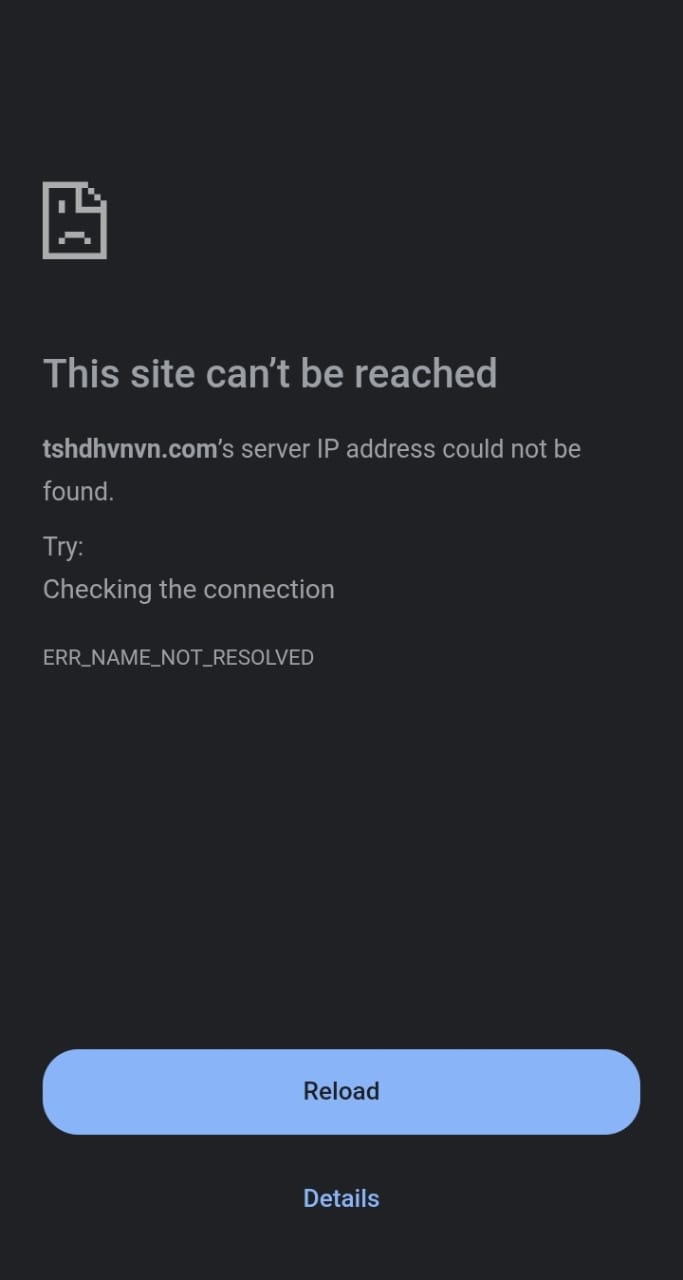 This site can’t be reached
tshdhvnvn.com’s server IP address could not be
found.
Try:
Checking the connection
ERR_NAME_NOT_RESOLVED
Reload
Details